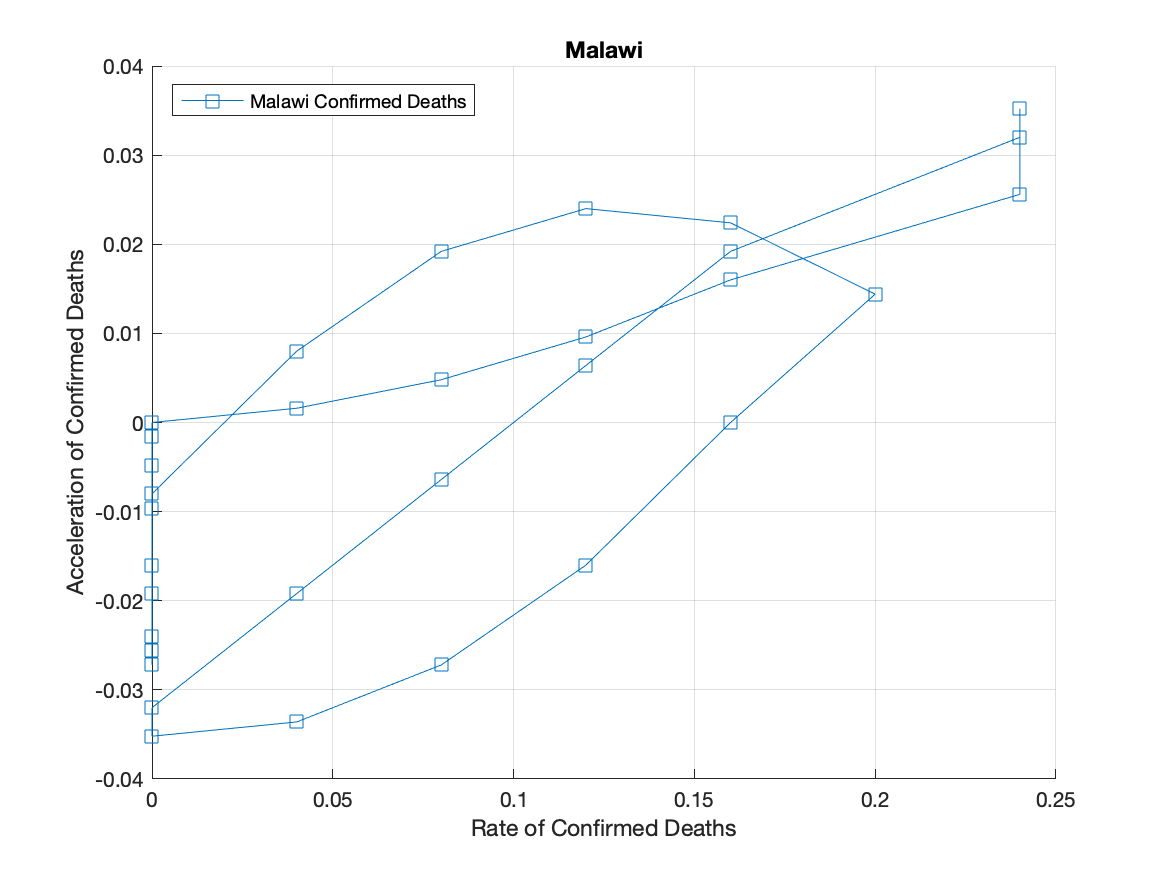 Malawi
Malawi Confirmed Deaths
0.04
0.03
0.02
0.01
0
-0.01
-0.02
-0.03
-0.04
Acceleration of Confirmed Deaths
0 0.05 0.1 0.15 0.2 0.25
Rate of Confirmed Deaths